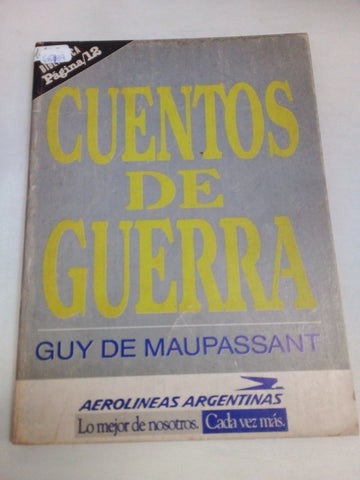 Página/12
CUENTOS
DE
GUERRA
GUY DE MAUPASSANT
AEROLINEAS ARGENTINAS
Lo mejor de nosotros. Cada vez más.